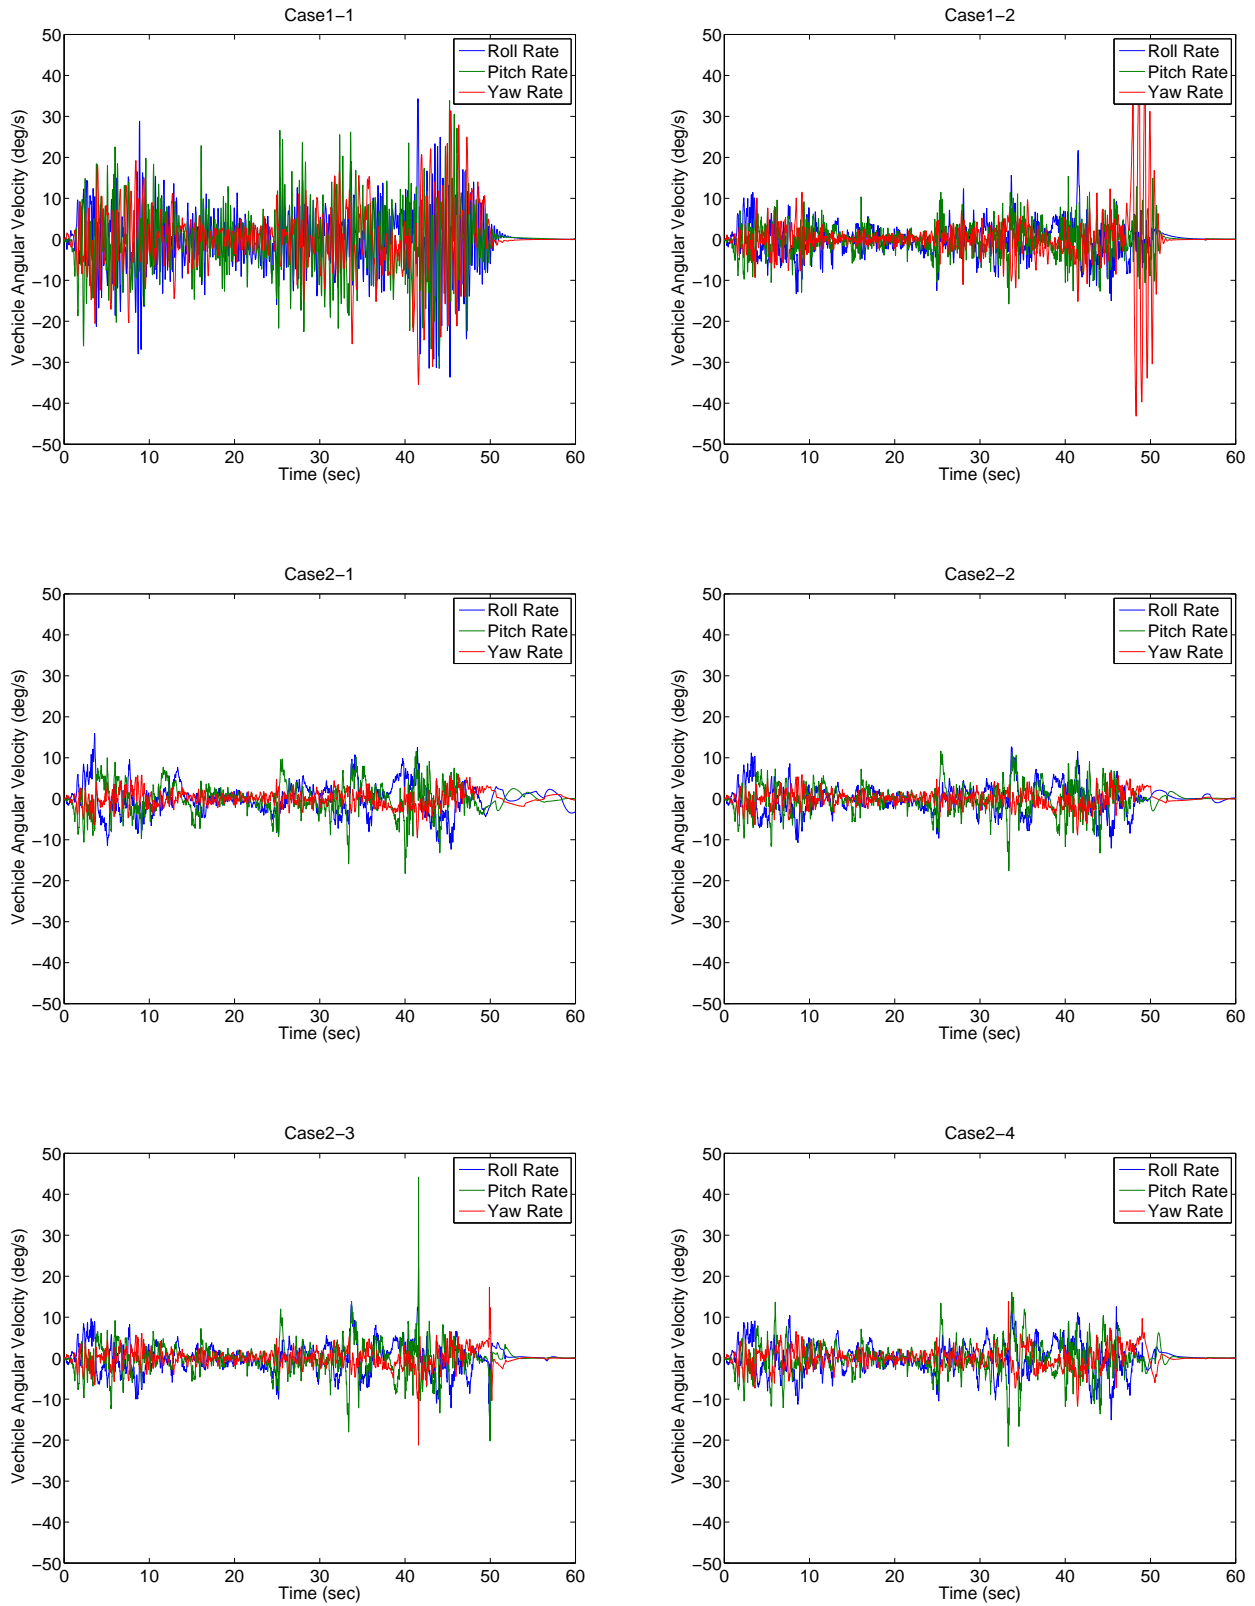 Case1−1
50
40
30
20
10
0
−10
−20
−30
−40
−50
0 10 20 30 40 50 60
Time (sec)
Vechicle Angular Velocity (deg/s)
Roll Rate
Pitch Rate
Yaw Rate
Case1−2
50
40
30
20
10
0
−10
−20
−30
−40
−50
0 10 20 30 40 50 60
Time (sec)
Vechicle Angular Velocity (deg/s)
Roll Rate
Pitch Rate
Yaw Rate
Case2−1
50
40
30
20
10
0
−10
−20
−30
−40
−50
0 10 20 30 40 50 60
Time (sec)
Vechicle Angular Velocity (deg/s)
Roll Rate
Pitch Rate
Yaw Rate
Case2−2
50
40
30
20
10
0
−10
−20
−30
−40
−50
0 10 20 30 40 50 60
Time (sec)
Vechicle Angular Velocity (deg/s)
Roll Rate
Pitch Rate
Yaw Rate
Case2−3
50
40
30
20
10
0
−10
−20
−30
−40
−50
0 10 20 30 40 50 60
Time (sec)
Vechicle Angular Velocity (deg/s)
Roll Rate
Pitch Rate
Yaw Rate
Case2−4
50
40
30
20
10
0
−10
−20
−30
−40
−50
0 10 20 30 40 50 60
Time (sec)
Vechicle Angular Velocity (deg/s)
Roll Rate
Pitch Rate
Yaw Rate